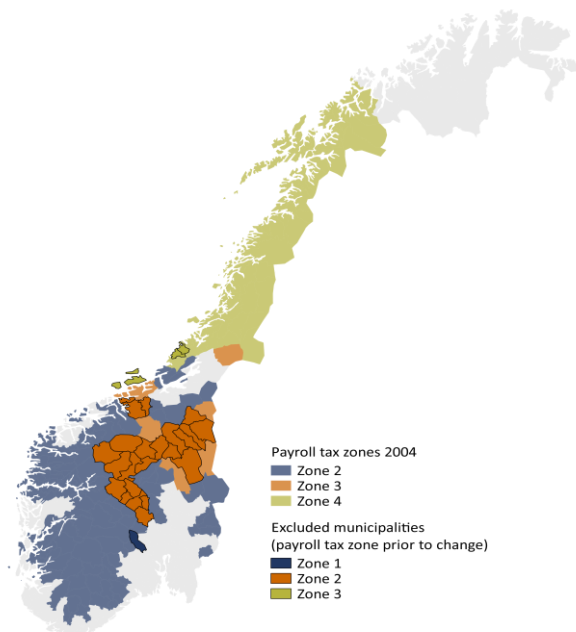 Payroll tax zones 2004
Zone 2
Zone 3
Zone 4
Excluded municipalities
(payroll tax zone prior to change)
Zone 1
Zone 2
Zone 3